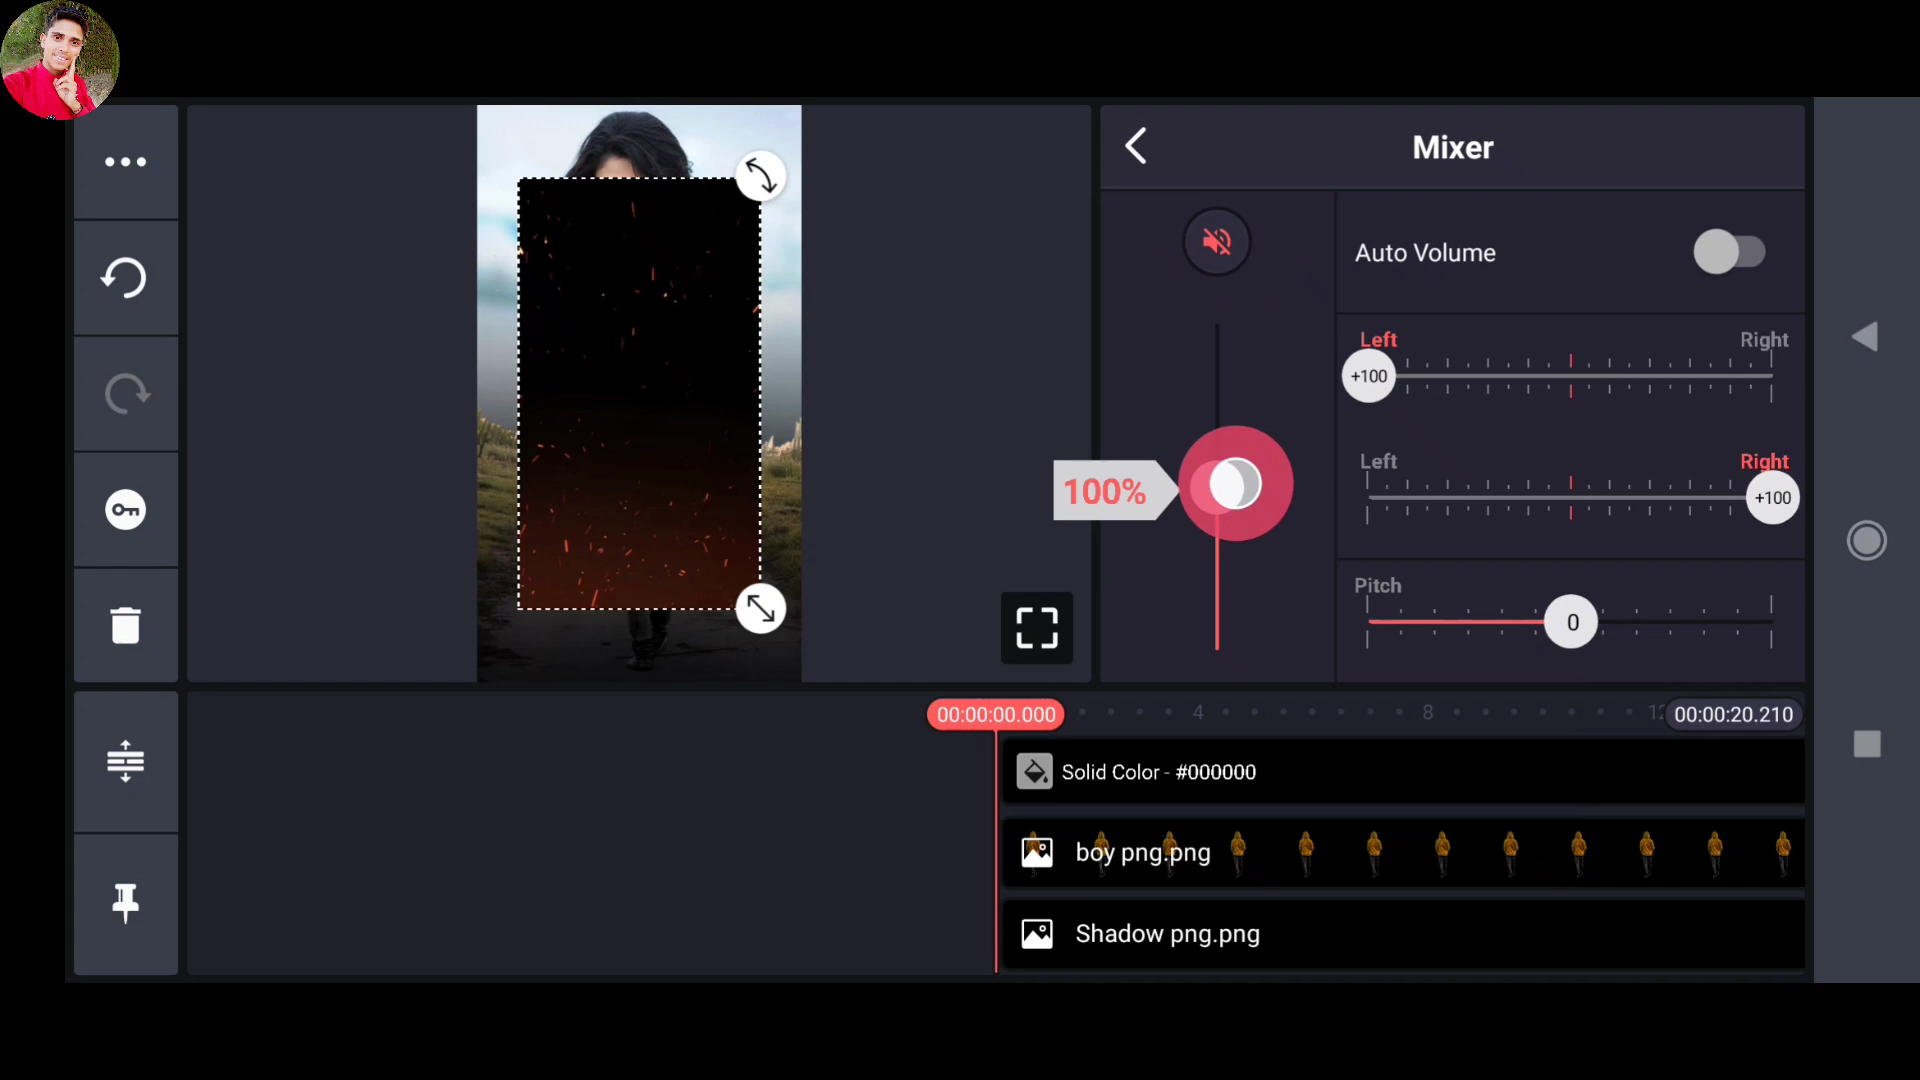 Mixer
Auto Volume
Left
Right
+100
Left
Right
+100
100%
Pitch
0
00:00:00.000
4
8
12
00:00:20.210
Solid Color - #000000
boy png.png
Shadow png.png